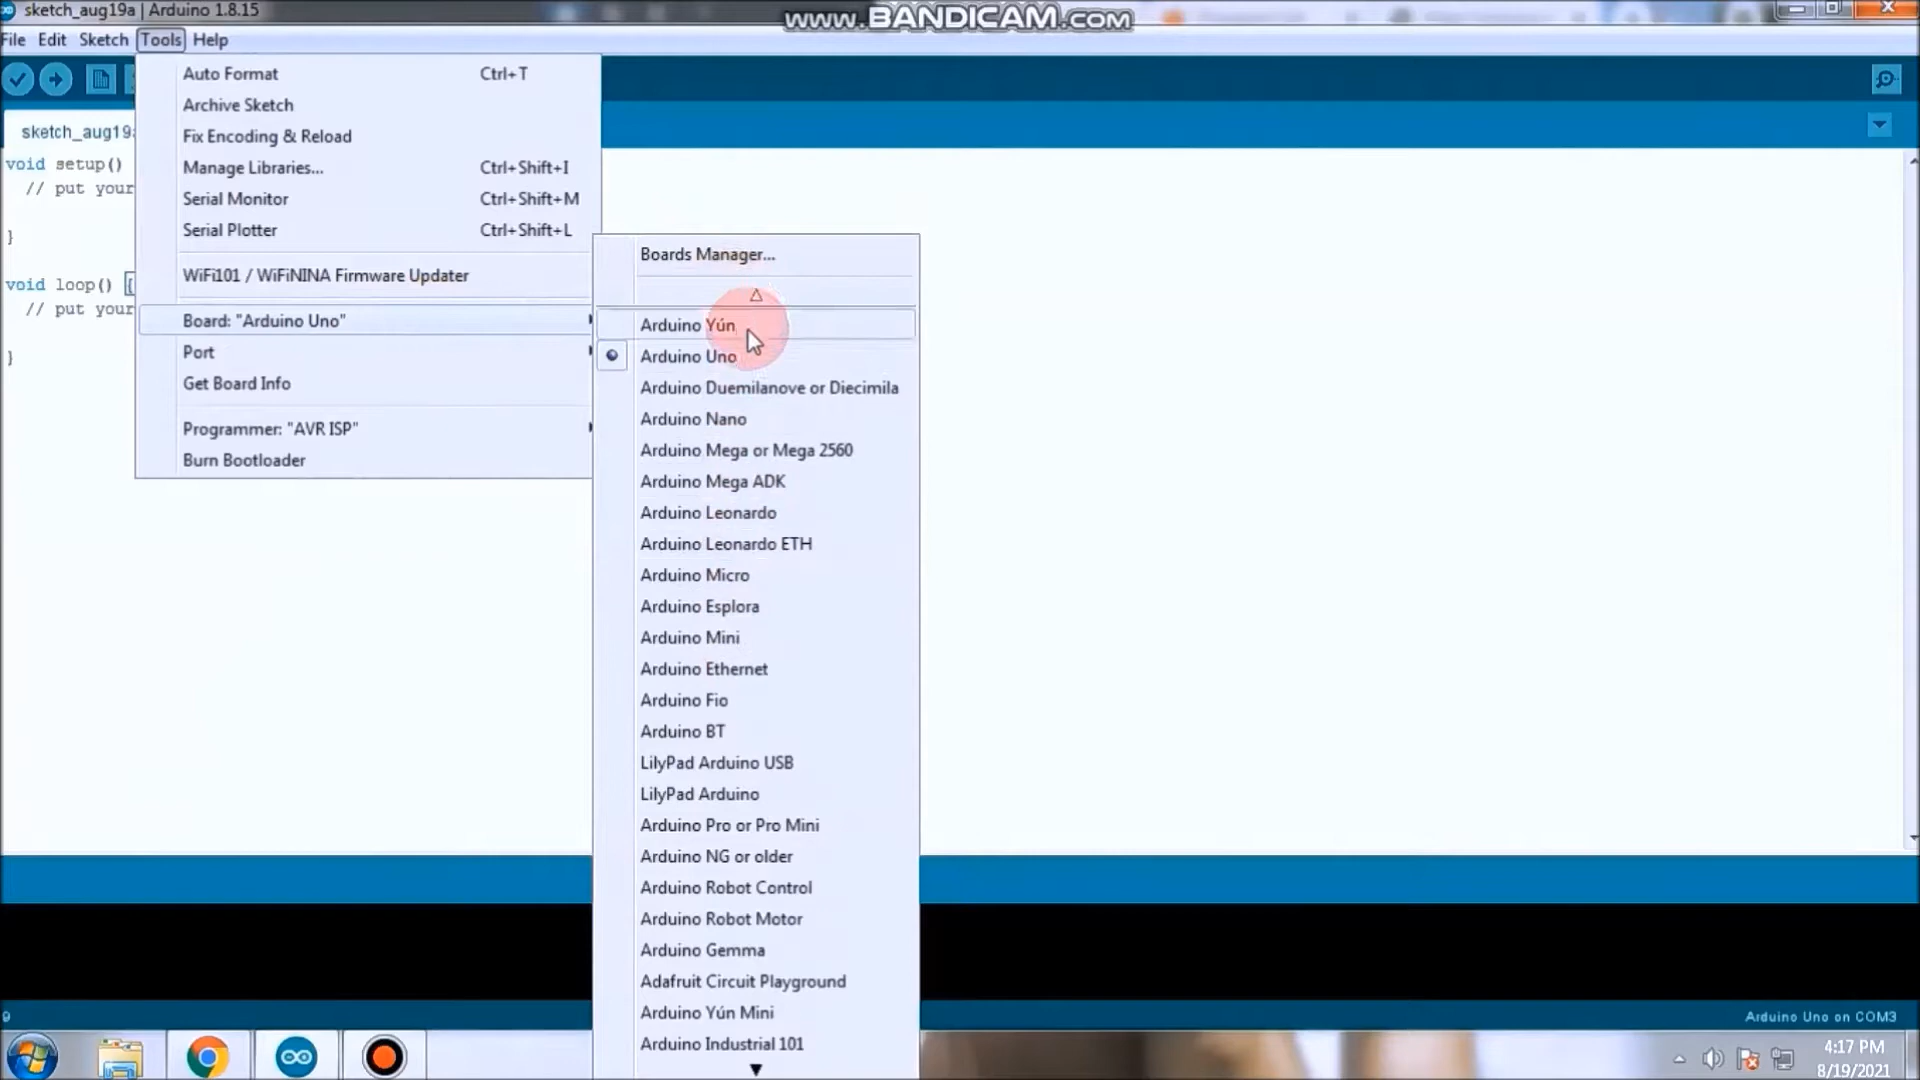 sketch_aug19a | Arduino 1.8.15
www.BANDICAM.com
File Edit Sketch Tools Help
sketch_aug19a
void setup()
// put your
}
void loop() {
// put your
}
Auto Format Ctrl+T
Archive Sketch
Fix Encoding & Reload
Manage Libraries... Ctrl+Shift+I
Serial Monitor Ctrl+Shift+M
Serial Plotter Ctrl+Shift+L
WiFi101 / WiFiNINA Firmware Updater
Board: "Arduino Uno"
Port
Get Board Info
Programmer: "AVR ISP"
Burn Bootloader
Boards Manager...
Arduino Yún
Arduino Uno
Arduino Duemilanove or Diecimila
Arduino Nano
Arduino Mega or Mega 2560
Arduino Mega ADK
Arduino Leonardo
Arduino Leonardo ETH
Arduino Micro
Arduino Esplora
Arduino Mini
Arduino Ethernet
Arduino Fio
Arduino BT
LilyPad Arduino USB
LilyPad Arduino
Arduino Pro or Pro Mini
Arduino NG or older
Arduino Robot Control
Arduino Robot Motor
Arduino Gemma
Adafruit Circuit Playground
Arduino Yún Mini
Arduino Industrial 101
9
Arduino Uno on COM3
4:17 PM
8/19/2021